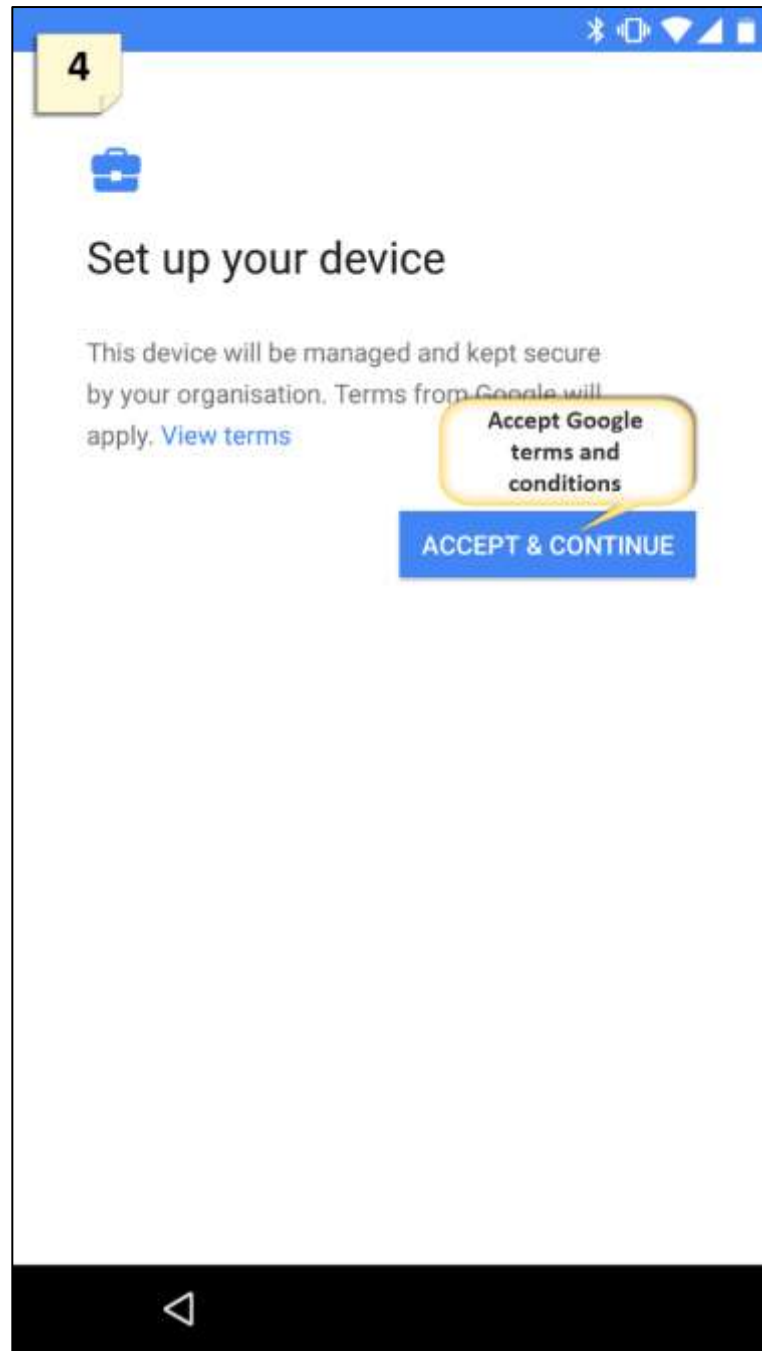 4
Set up your device
This device will be managed and kept secure
by your organisation. Terms from Google will
apply. View terms
Accept Google
terms and
conditions
ACCEPT & CONTINUE